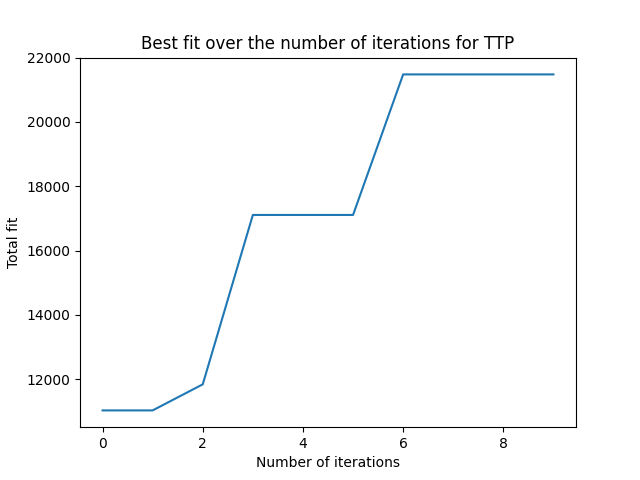 Best fit over the number of iterations for TTP
Total fit
22000
20000
18000
16000
14000
12000
0 2 4 6 8
Number of iterations